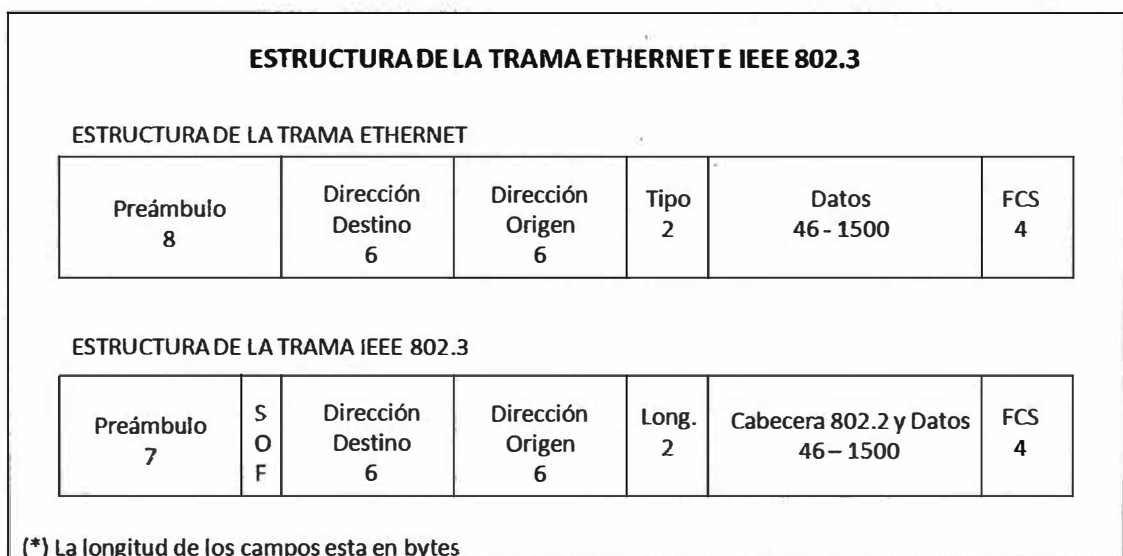 ESTRUCTURA DE LA TRAMA ETHERNET E IEEE 802.3
ESTRUCTURA DE LA TRAMA ETHERNET
Preámbulo
8
Dirección
Destino
6
Dirección
Origen
6
Tipo
2
Datos
46 - 1500
FCS
4
ESTRUCTURA DE LA TRAMA IEEE 802.3
Preámbulo
7
S
O
F
Dirección
Destino
6
Dirección
Origen
6
Long.
2
Cabecera 802.2 y Datos
46 – 1500
FCS
4
(*) La longitud de los campos esta en bytes